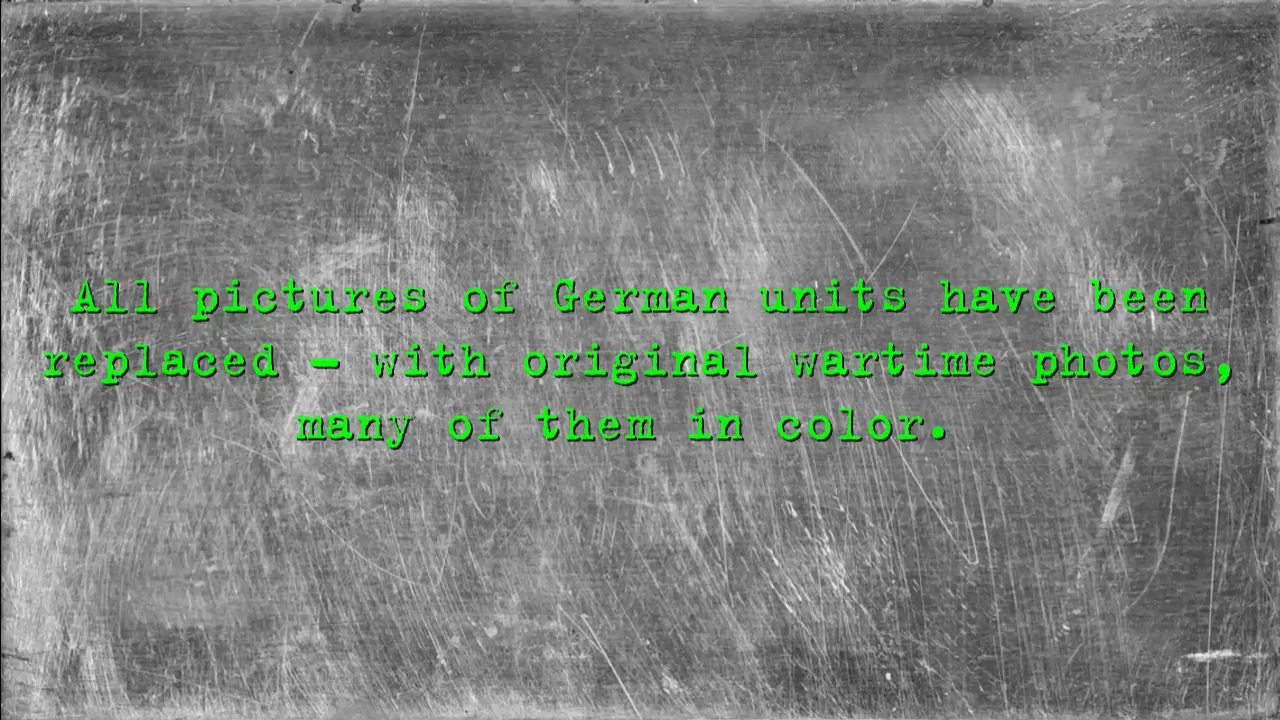 All pictures of German units have been
replaced - with original wartime photos,
many of them in color.